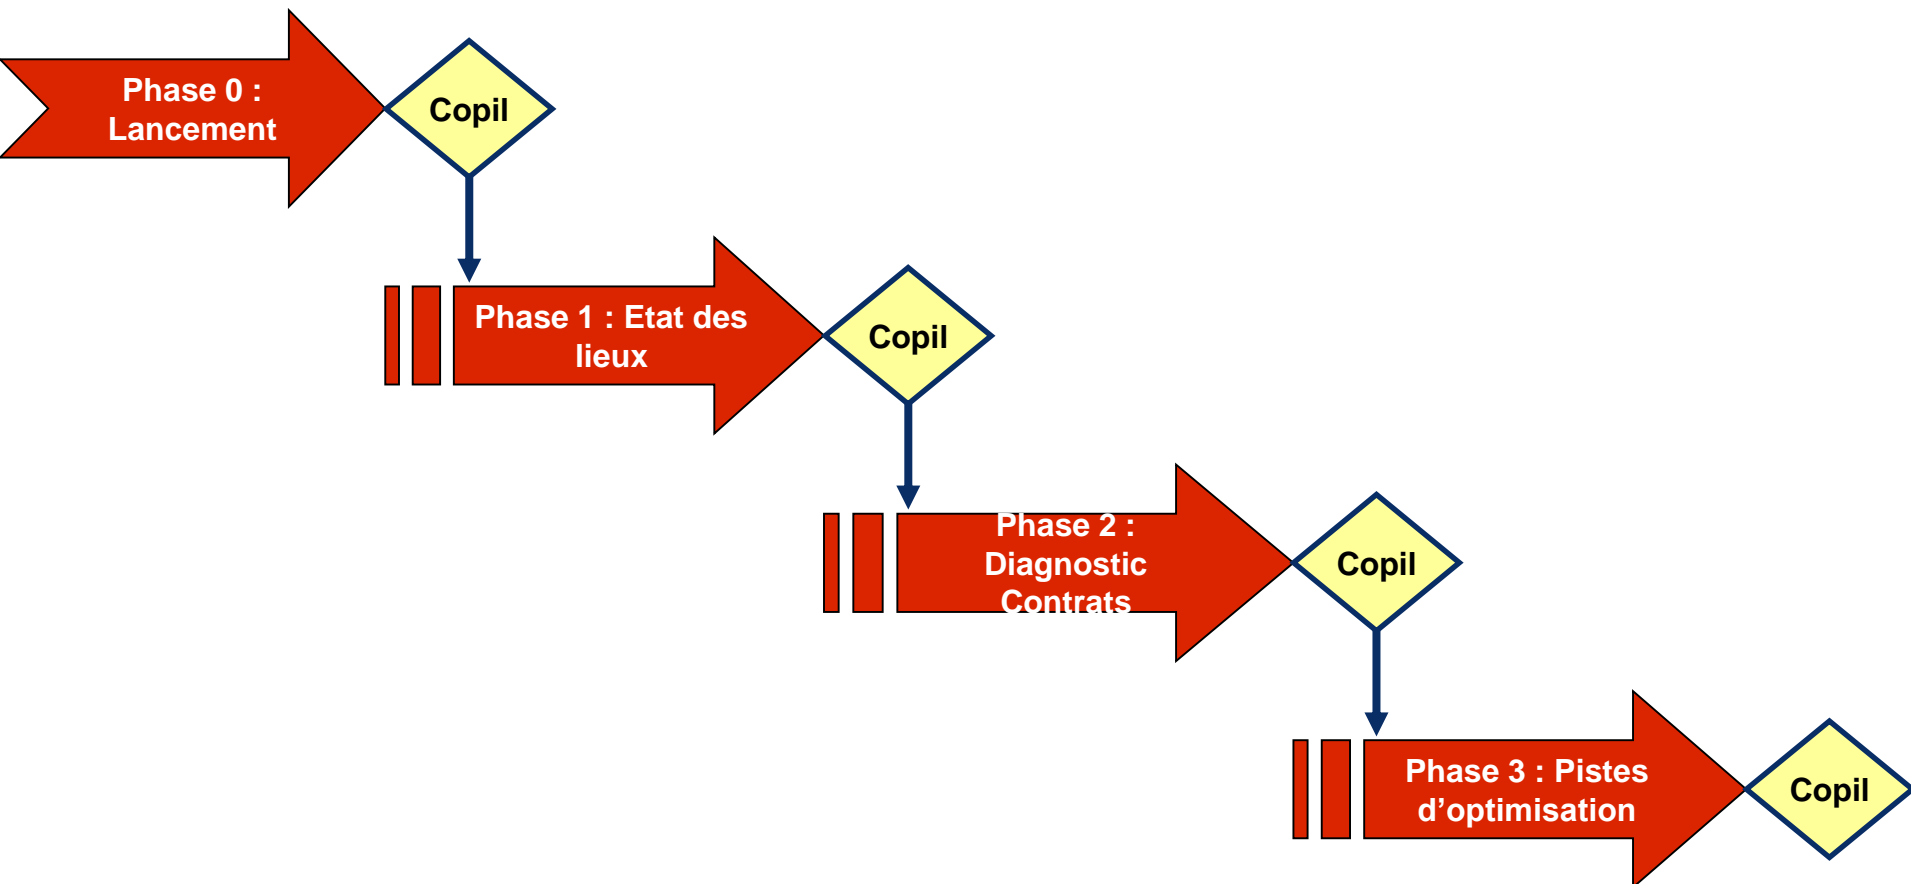 Phase 0 :
Lancement
Copil
Phase 1 : Etat des
lieux
Copil
Phase 2 :
Diagnostic
Contrats
Copil
Phase 3 : Pistes
d’optimisation
Copil